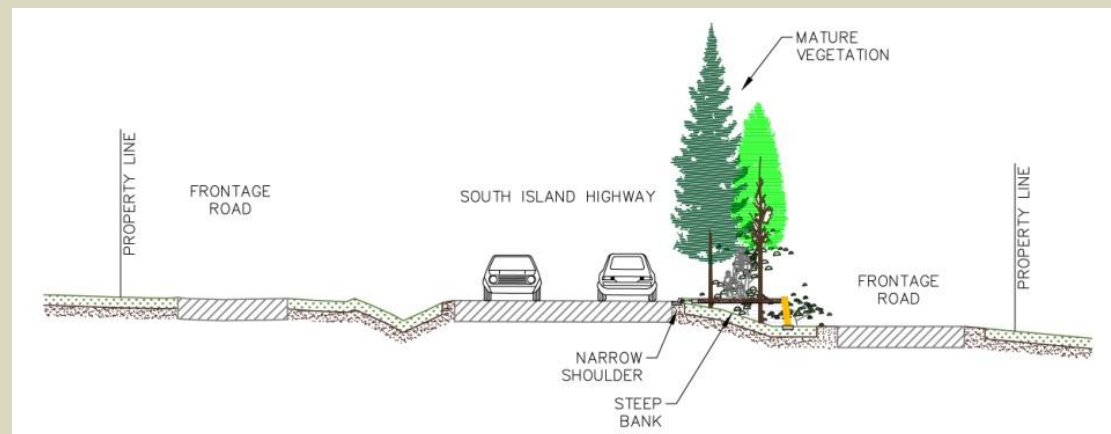 MATURE
VEGETATION
PROPERTY LINE
FRONTAGE
ROAD
SOUTH ISLAND HIGHWAY
FRONTAGE
ROAD
PROPERTY LINE
NARROW
SHOULDER
STEEP
BANK